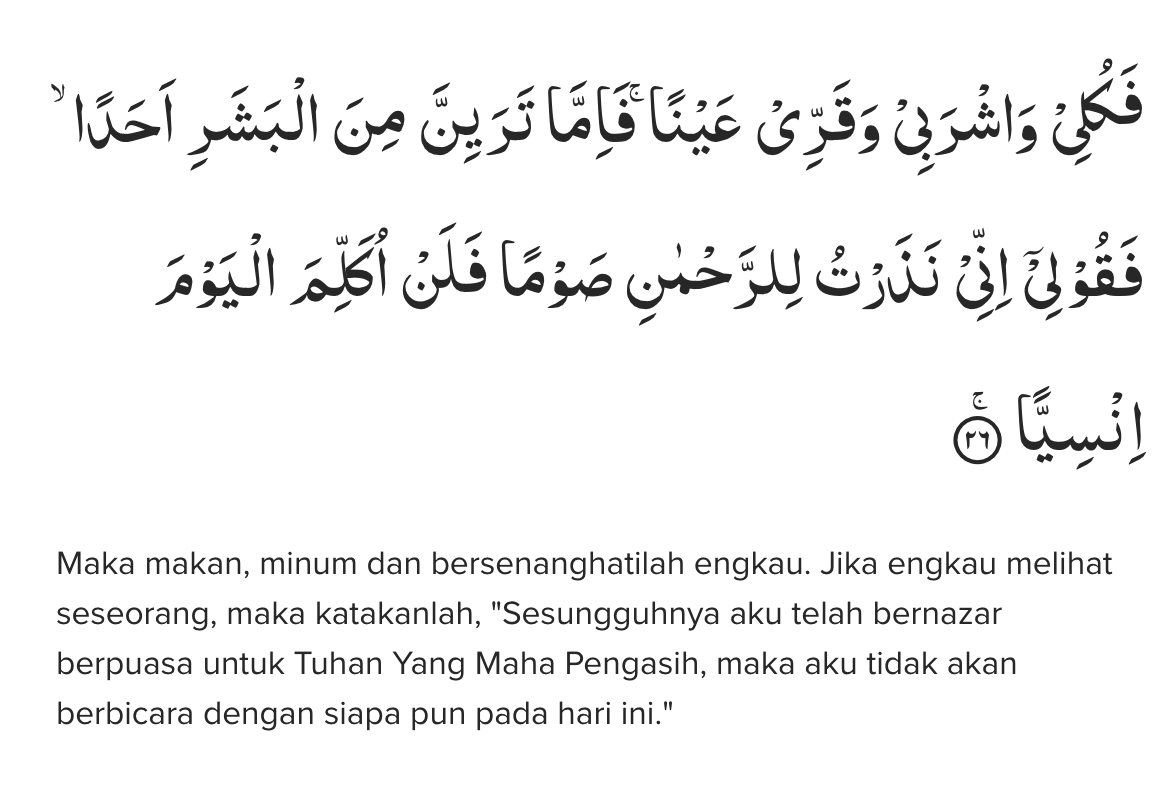 فَكُلِيْ وَاشْرَبِيْ وَقَرِّيْ عَيْنًا ۚفَاِمَّا تَرَيِنَّ مِنَ الْبَشَرِ اَحَدًا ۙ
فَقُوْلِيْٓ اِنِّيْ نَذَرْتُ لِلرَّحْمٰنِ صَوْمًا فَلَنْ اُكَلِّمَ الْيَوْمَ
اِنْسِيًّا ۚ ٢٦
Maka makan, minum dan bersenanghatilah engkau. Jika engkau melihat
seseorang, maka katakanlah, "Sesungguhnya aku telah bernazar
berpuasa untuk Tuhan Yang Maha Pengasih, maka aku tidak akan
berbicara dengan siapa pun pada hari ini."